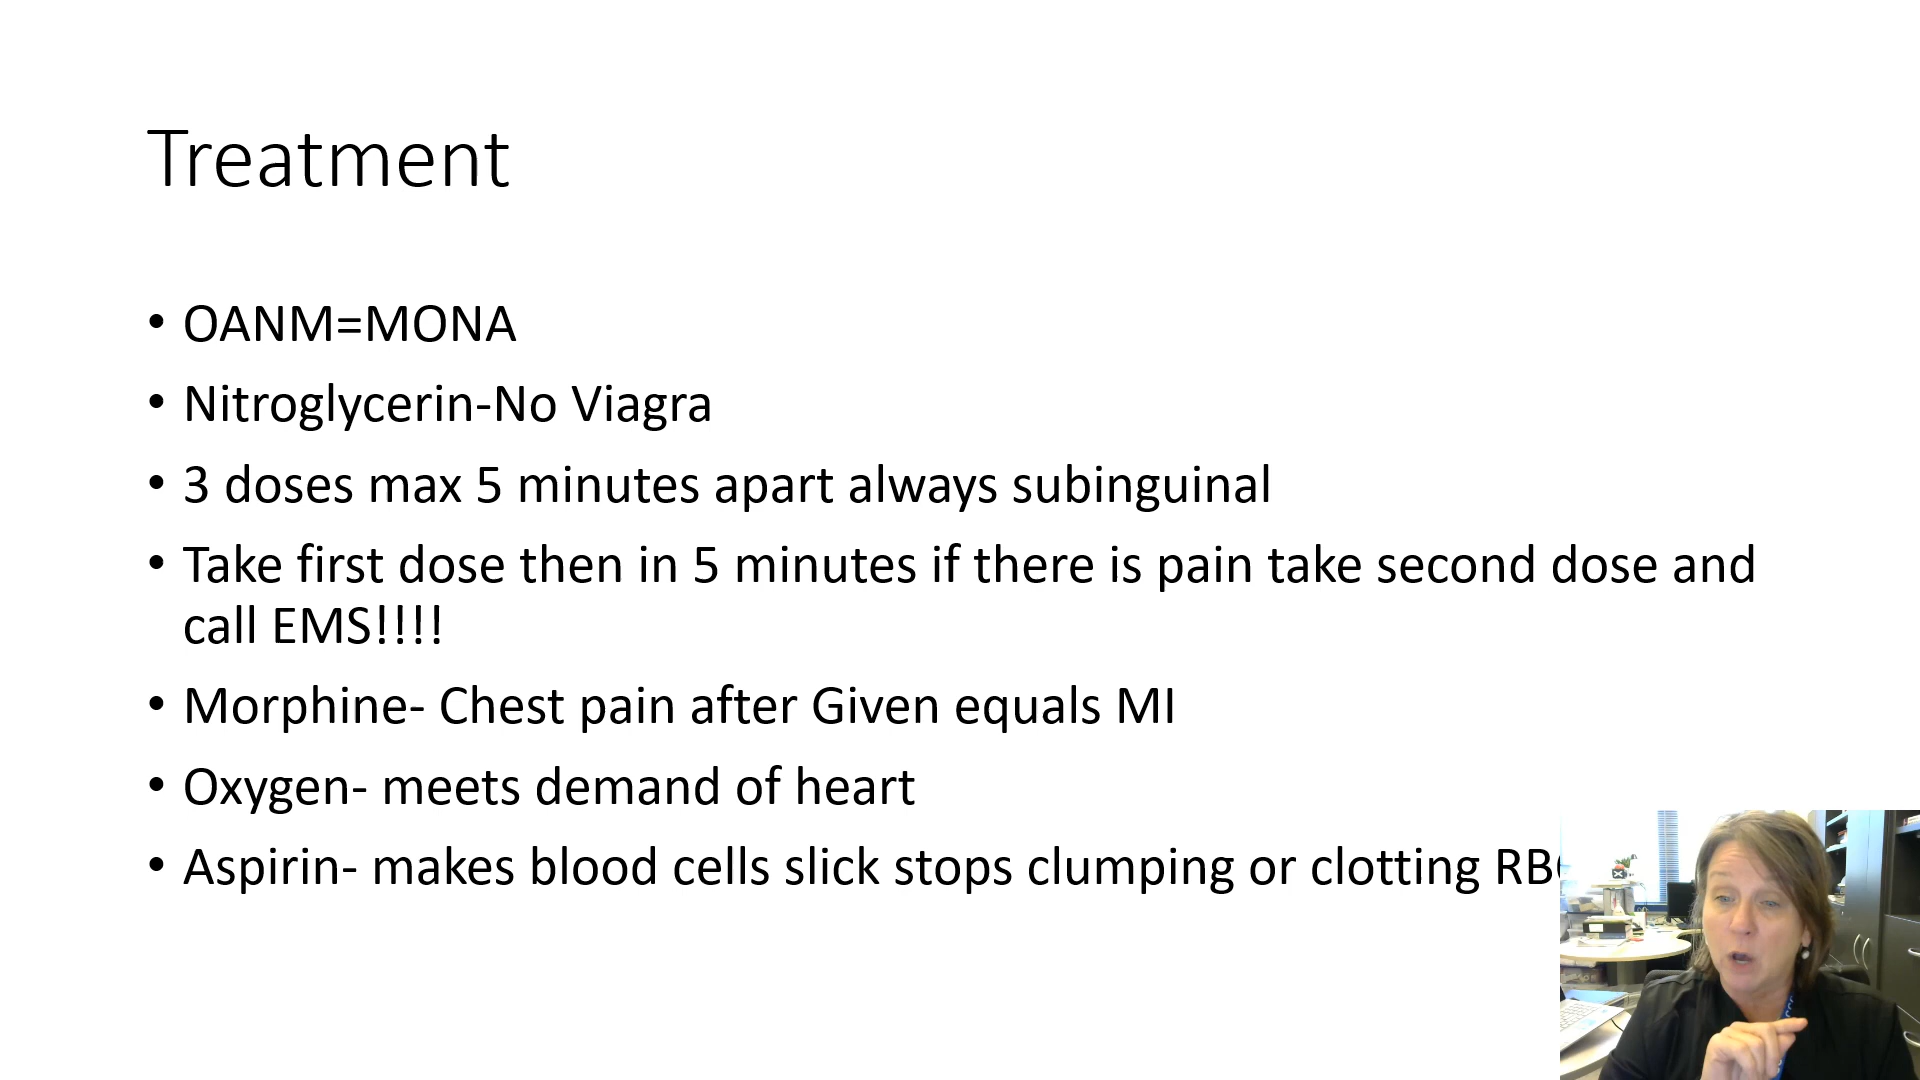 Treatment
• OANM=MONA
• Nitroglycerin-No Viagra
• 3 doses max 5 minutes apart always subinguinal
• Take first dose then in 5 minutes if there is pain take second dose and
call EMS!!!!
• Morphine- Chest pain after Given equals MI
• Oxygen- meets demand of heart
• Aspirin- makes blood cells slick stops clumping or clotting